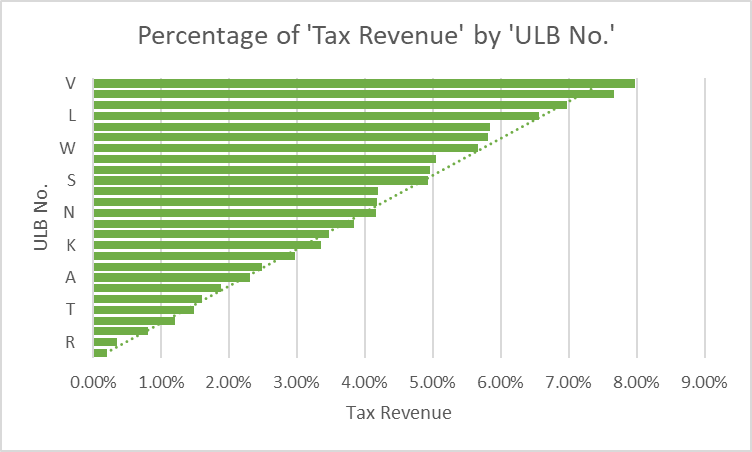 Percentage of 'Tax Revenue' by 'ULB No.'
ULB No.
V
L
W
S
N
K
A
T
R
0.00% 1.00% 2.00% 3.00% 4.00% 5.00% 6.00% 7.00% 8.00% 9.00%
Tax Revenue